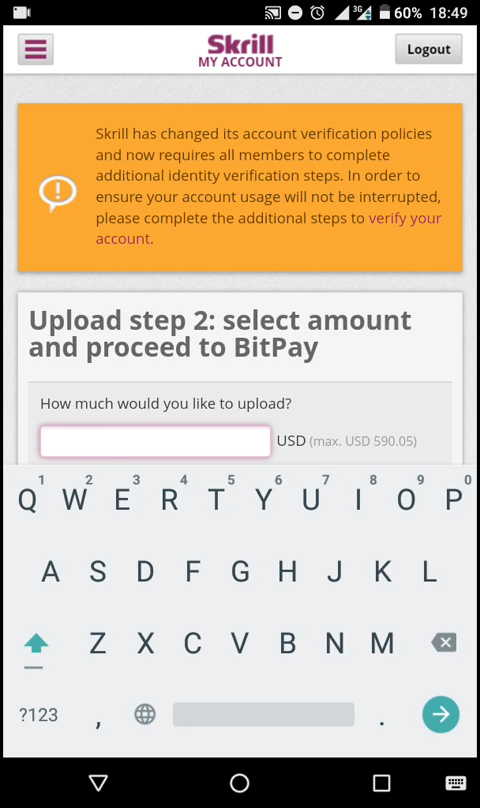 3G 60% 18:49
Skrill
MY ACCOUNT
Logout
Skrill has changed its account verification policies
and now requires all members to complete
additional identity verification steps. In order to
ensure your account usage will not be interrupted,
please complete the additional steps to verify your
account.
Upload step 2: select amount
and proceed to BitPay
How much would you like to upload?
USD (max. USD 590.05)
1 2 3 4 5 6 7 8 9 0
Q W E R T Y U I O P
A S D F G H J K L
Z X C V B N M
?123 , .